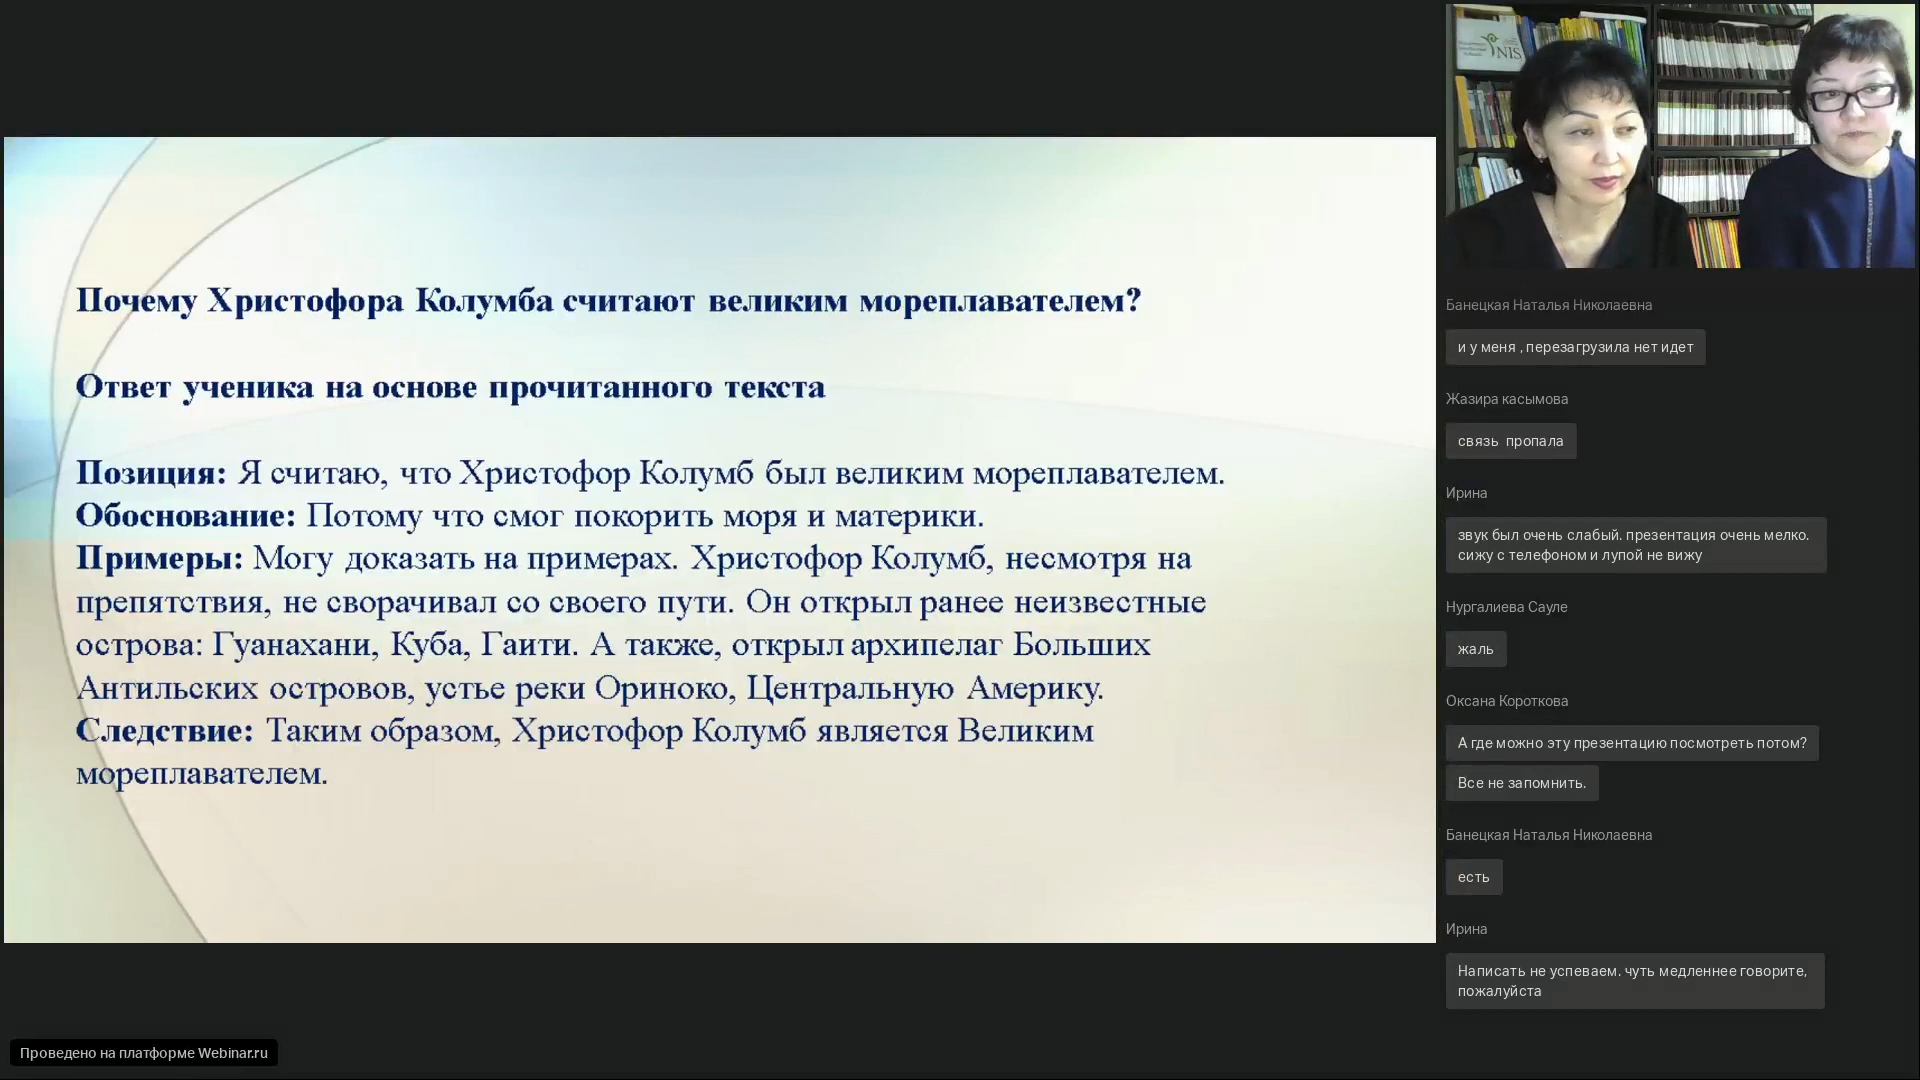 Почему Христофора Колумба считают великим мореплавателем?
Ответ ученика на основе прочитанного текста
Позиция: Я считаю, что Христофор Колумб был великим мореплавателем.
Обоснование: Потому что смог покорить моря и материки.
Примеры: Могу доказать на примерах. Христофор Колумб, несмотря на
препятствия, не сворачивал со своего пути. Он открыл ранее неизвестные
острова: Гуанахани, Куба, Гаити. А также, открыл архипелаг Больших
Антильских островов, устье реки Ориноко, Центральную Америку.
Следствие: Таким образом, Христофор Колумб является Великим
мореплавателем.
NIS
Банецкая Наталья Николаевна
и у меня , перезагрузила нет идет
Жазира касымова
связь пропала
Ирина
звук был очень слабый. презентация очень мелко.
сижу с телефоном и лупой не вижу
Нургалиева Сауле
жаль
Оксана Короткова
А где можно эту презентацию посмотреть потом?
Все не запомнить.
Банецкая Наталья Николаевна
есть
Ирина
Написать не успеваем. чуть медленнее говорите,
пожалуйста
Проведено на платформе Webinar.ru